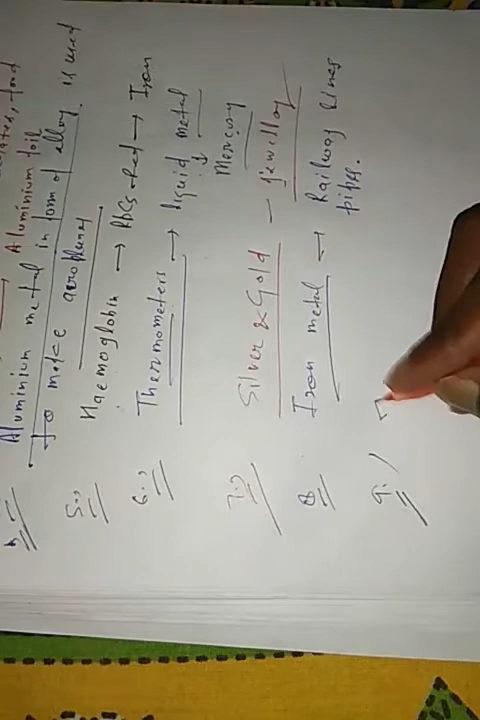 Aluminium foil
Aluminium metal in form of alloy is used
to make aeroplanes
5.) Haemoglobin → RbCs → Red → Iron
6.) Thermometers → liquid metal
is
Mercury
7.) Silver & Gold — jewellery
8 Iron metal → Railway lines
pipes.
9.